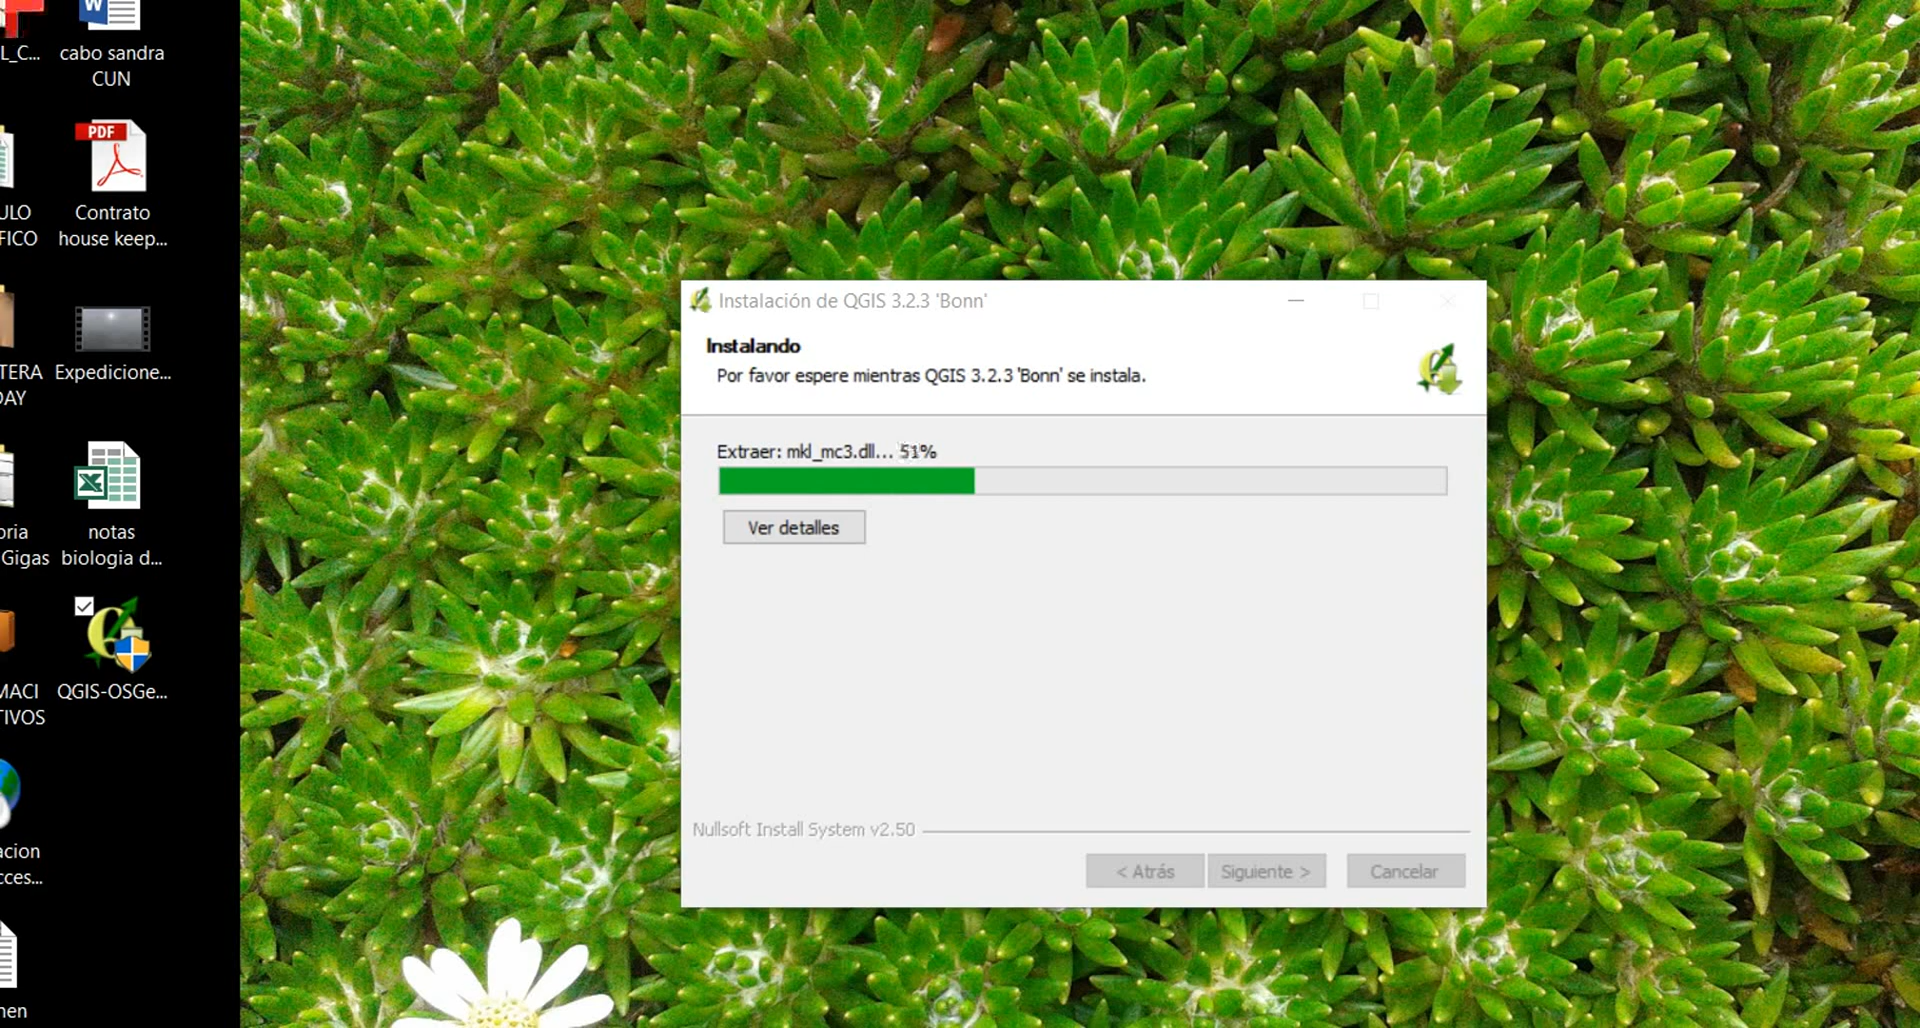 L_C...
cabo sandra
CUN
PDF
ULO
FICO
Contrato
house keep...
TERA
DAY
Expedicione...
oria
Gigas
notas
biologia d...
MACI
TIVOS
QGIS-OSGe...
acion
cces...
men
Instalación de QGIS 3.2.3 'Bonn'
Instalando
Por favor espere mientras QGIS 3.2.3 'Bonn' se instala.
Extraer: mkl_mc3.dll... 51%
Ver detalles
Nullsoft Install System v2.50
< Atrás
Siguiente >
Cancelar